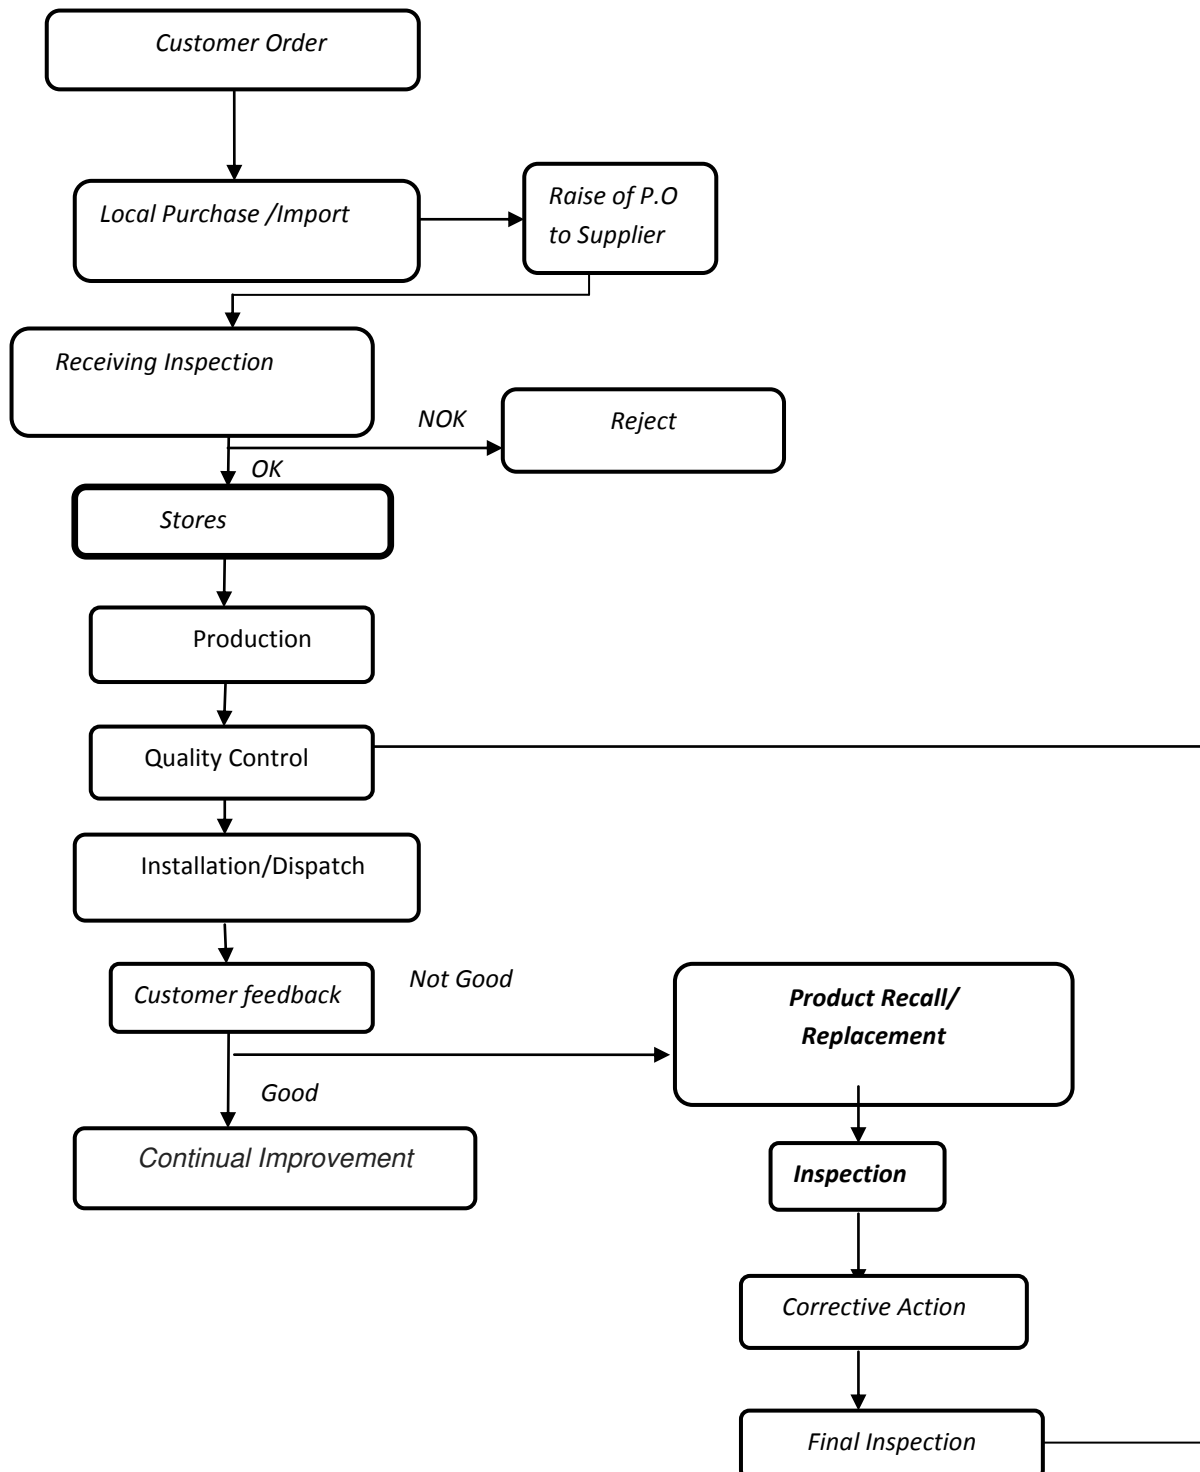 Customer Order
Local Purchase /Import
Raise of P.O
to Supplier
Receiving Inspection
NOK
Reject
OK
Stores
Production
Quality Control
Installation/Dispatch
Customer feedback
Not Good
Product Recall/
Replacement
Good
Continual Improvement
Inspection
Corrective Action
Final Inspection